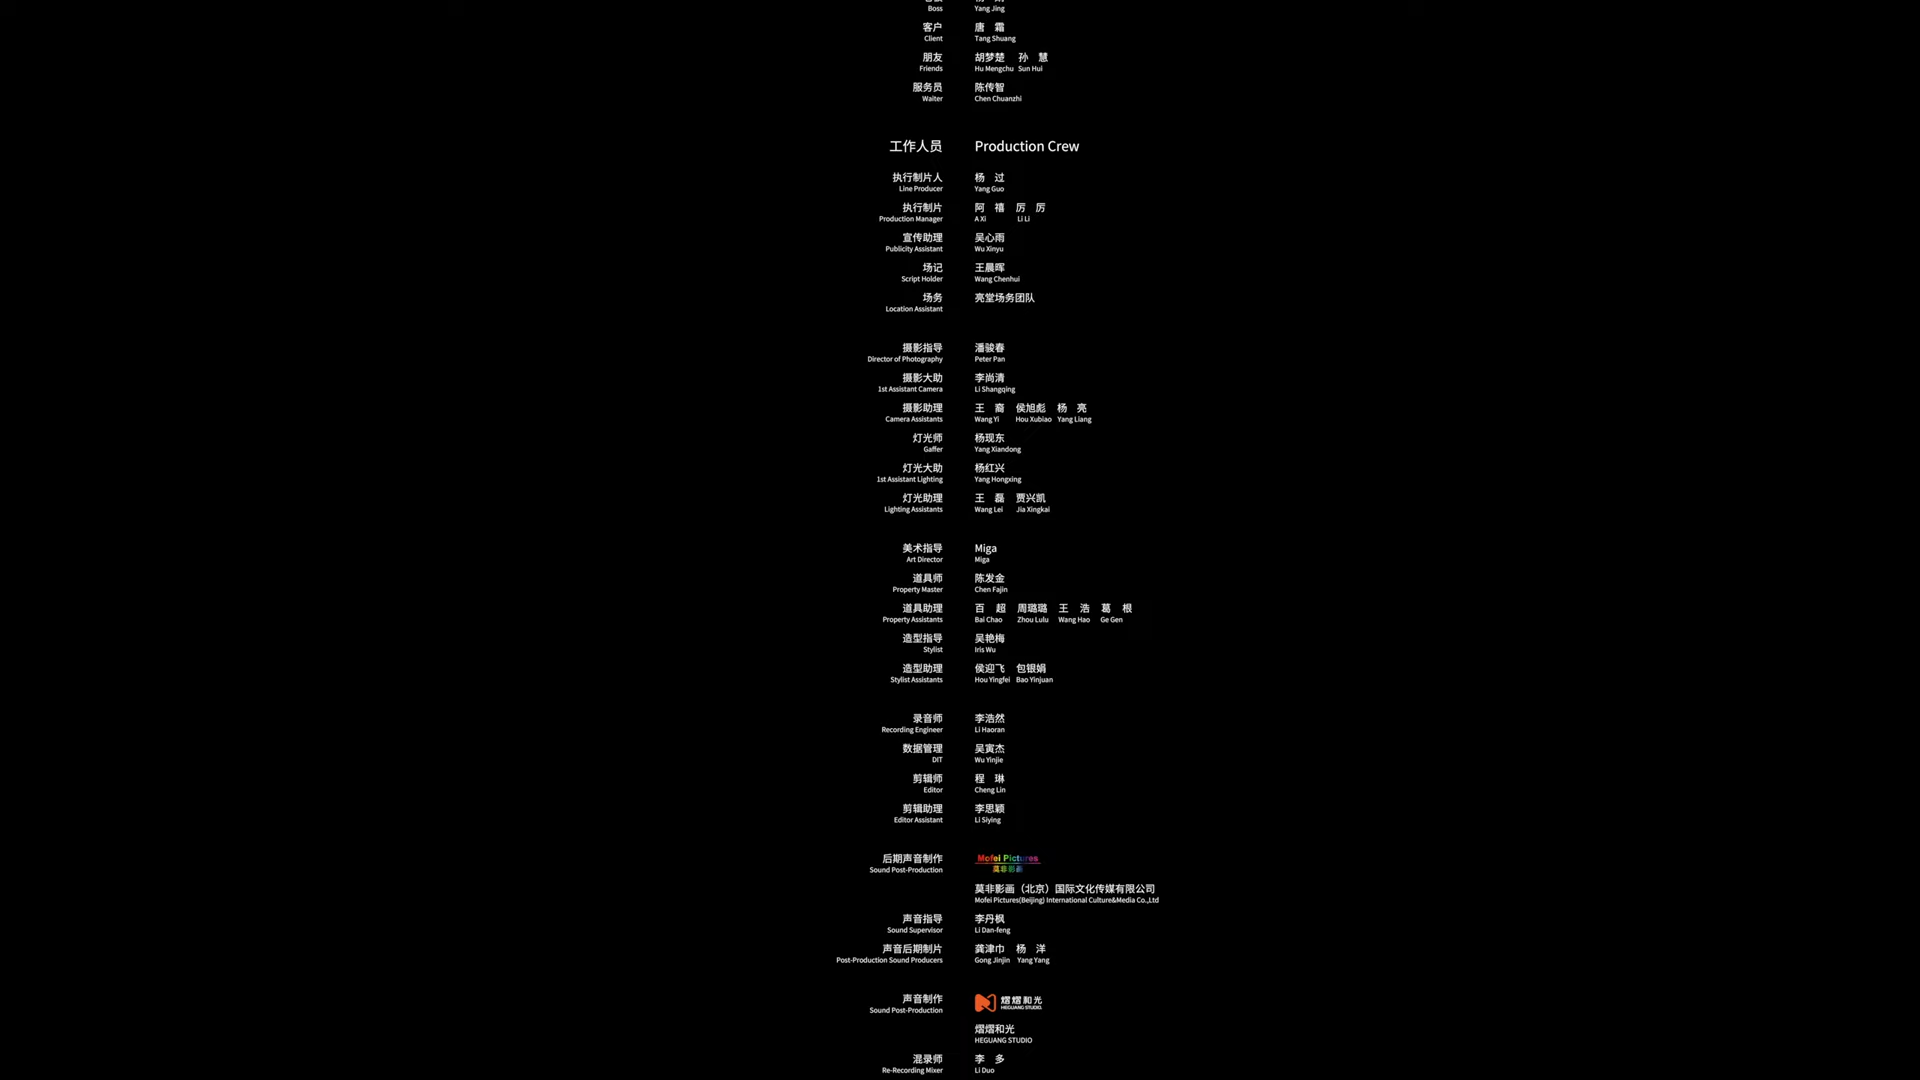 Boss Yang Jing
客户 唐 霜
Client Tang Shuang
朋友 胡梦楚 孙 慧
Friends Hu Mengchu Sun Hui
服务员 陈传智
Waiter Chen Chuanzhi
工作人员 Production Crew
执行制片人 杨 过
Line Producer Yang Guo
执行制片 阿 禧 厉 厉
Production Manager A Xi Li Li
宣传助理 吴心雨
Publicity Assistant Wu Xinyu
场记 王晨晖
Script Holder Wang Chenhui
场务 亮堂场务团队
Location Assistant
摄影指导 潘骏春
Director of Photography Peter Pan
摄影大助 李尚清
1st Assistant Camera Li Shangqing
摄影助理 王 裔 侯旭彪 杨 亮
Camera Assistants Wang Yi Hou Xubiao Yang Liang
灯光师 杨现东
Gaffer Yang Xiandong
灯光大助 杨红兴
1st Assistant Lighting Yang Hongxing
灯光助理 王 磊 贾兴凯
Lighting Assistants Wang Lei Jia Xingkai
美术指导 Miga
Art Director Miga
道具师 陈发金
Property Master Chen Fajin
道具助理 百 超 周璐璐 王 浩 葛 根
Property Assistants Bai Chao Zhou Lulu Wang Hao Ge Gen
造型指导 吴艳梅
Stylist Iris Wu
造型助理 侯迎飞 包银娟
Stylist Assistants Hou Yingfei Bao Yinjuan
录音师 李浩然
Recording Engineer Li Haoran
数据管理 吴寅杰
DIT Wu Yinjie
剪辑师 程 琳
Editor Cheng Lin
剪辑助理 李思颖
Editor Assistant Li Siying
后期声音制作 Mofei Pictures
Sound Post-Production 莫非影画
莫非影画（北京）国际文化传媒有限公司
Mofei Pictures(Beijing) International Culture&Media Co.,Ltd
声音指导 李丹枫
Sound Supervisor Li Dan-feng
声音后期制片 龚津巾 杨 洋
Post-Production Sound Producers Gong Jinjin Yang Yang
声音制作 熠熠和光
Sound Post-Production HEGUANG STUDIO.
熠熠和光
HEGUANG STUDIO
混录师 李 多
Re-Recording Mixer Li Duo